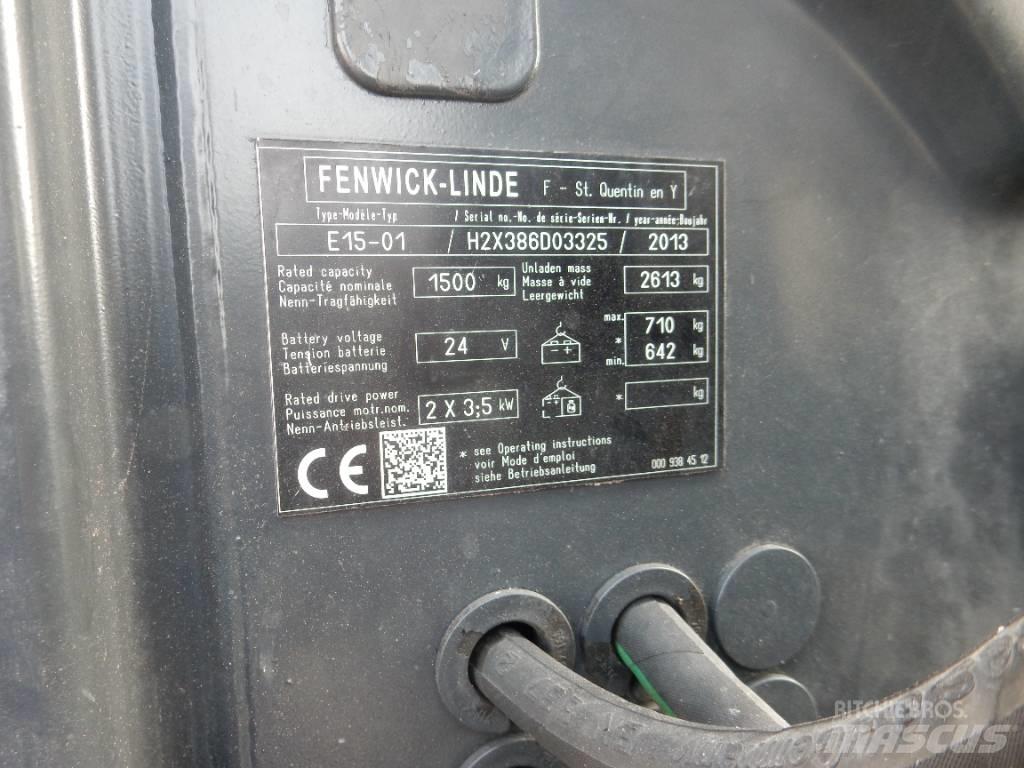 FENWICK-LINDE F - St. Quentin en Y
Type-Modèle-Typ / Serial no.-No. de série-Serien-Nr. / year-année-Baujahr
E15-01 / H2X386D03325 / 2013
Rated capacity
Capacité nominale
Nenn-Tragfähigkeit
1500 kg
Unladen mass
Masse à vide
Leergewicht
2613 kg
Battery voltage
Tension batterie
Batteriespannung
24 V
- +
max.
*
min.
710 kg
642 kg
Rated drive power
Puissance motr.nom.
Nenn-Antriebsleist.
2 X 3,5 kW
* kg
CE
* see Operating instructions
voir Mode d'emploi
siehe Betriebsanleitung
000 938 45 12
RITCHIE BROS.
MASCUS